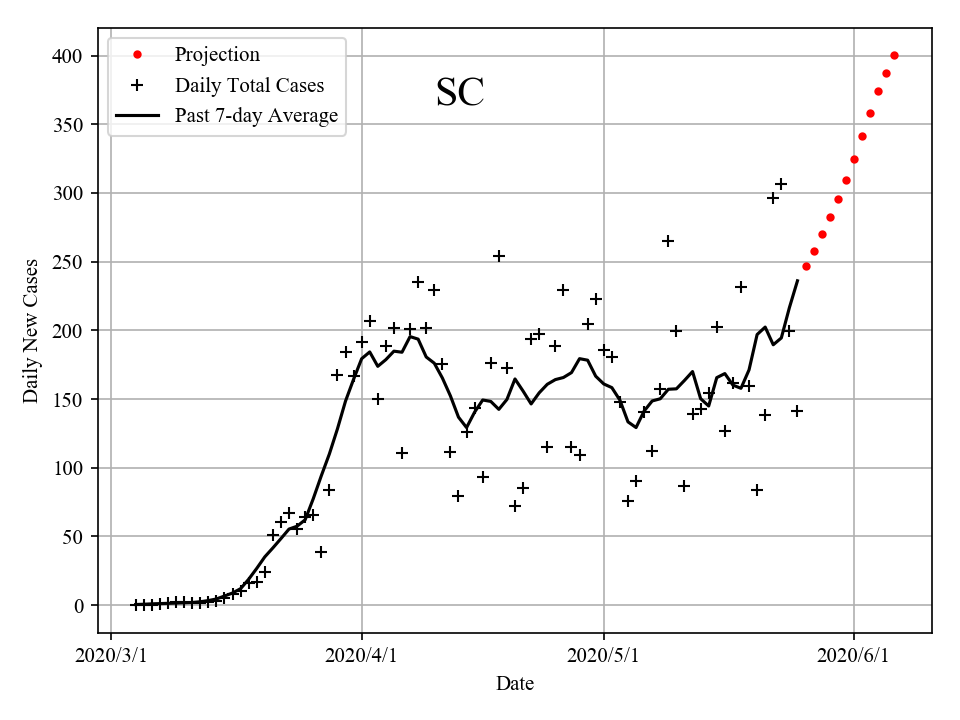 SC
Projection
Daily Total Cases
Past 7-day Average
Daily New Cases
400
350
300
250
200
150
100
50
0
2020/3/1 2020/4/1 2020/5/1 2020/6/1
Date